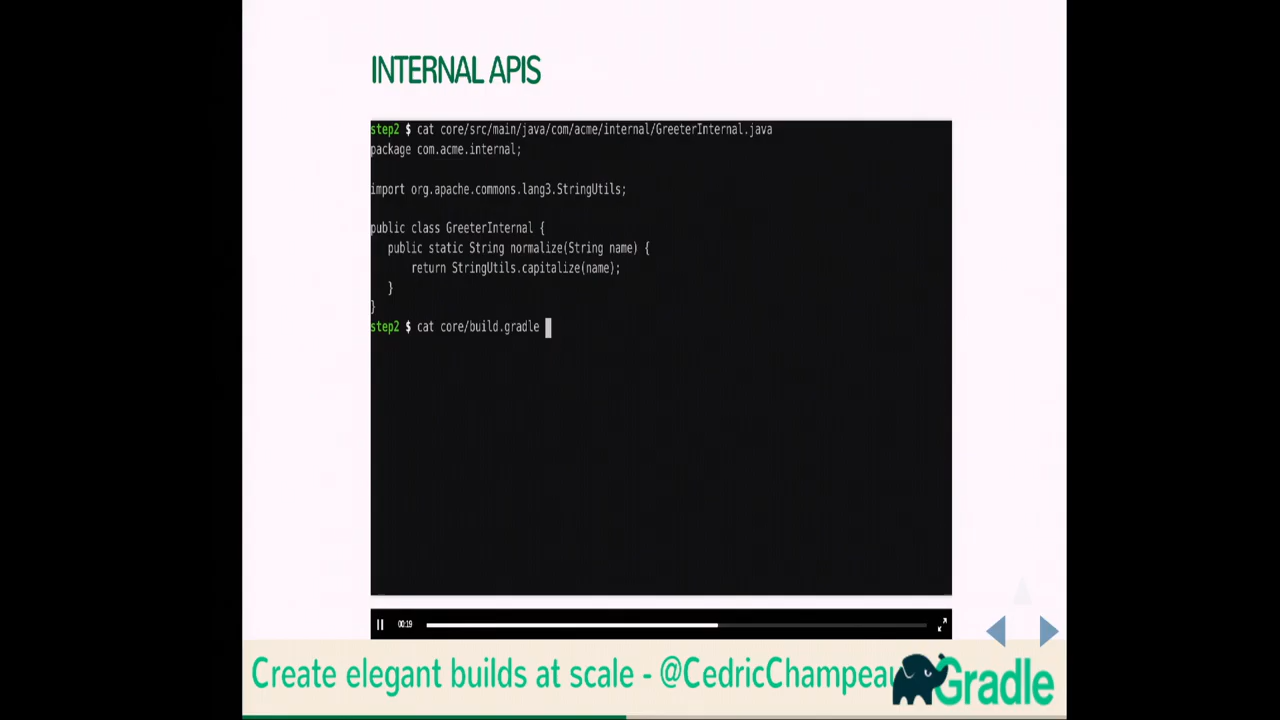 INTERNAL APIS
step2 $ cat core/src/main/java/com/acme/internal/GreeterInternal.java
package com.acme.internal;
import org.apache.commons.lang3.StringUtils;
public class GreeterInternal {
public static String normalize(String name) {
return StringUtils.capitalize(name);
}
}
step2 $ cat core/build.gradle
00:19
Create elegant builds at scale - @CedricChampeau
Gradle